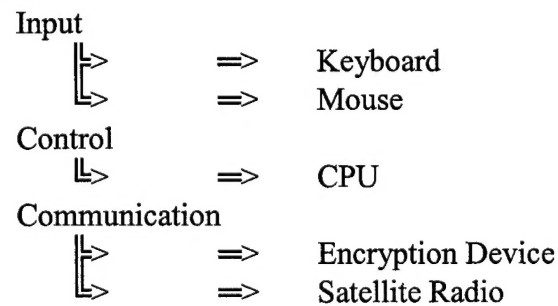 Input
╠> => Keyboard
╚> => Mouse
Control
╚> => CPU
Communication
╠> => Encryption Device
╚> => Satellite Radio